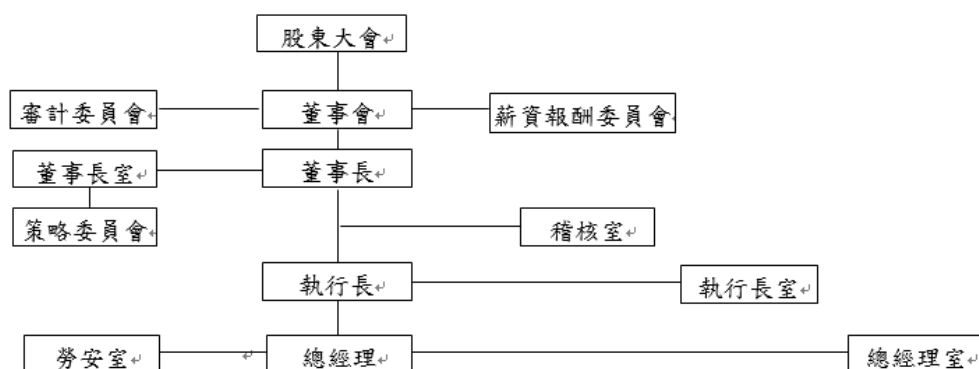 股東大會
審計委員會
董事會
薪資報酬委員會
董事長室
董事長
策略委員會
稽核室
執行長
執行長室
勞安室
總經理
總經理室